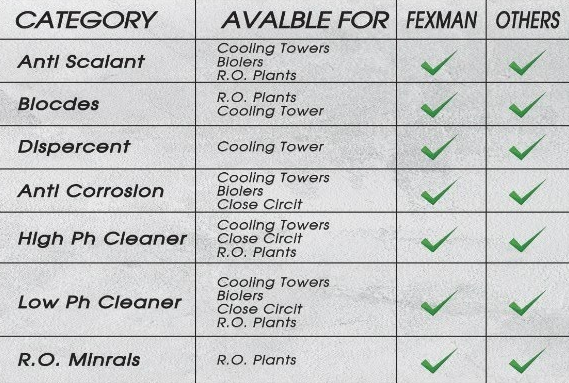 CATEGORY AVALBLE FOR FEXMAN OTHERS
Anti Scalant
Cooling Towers
Biolers
R.O. Plants
Biocdes
R.O. Plants
Cooling Tower
Dispercent
Cooling Tower
Anti Corrosion
Cooling Towers
Biolers
Close Circit
High Ph Cleaner
Cooling Towers
Close Circit
R.O. Plants
Low Ph Cleaner
Cooling Towers
Biolers
Close Circit
R.O. Plants
R.O. Minrals
R.O. Plants